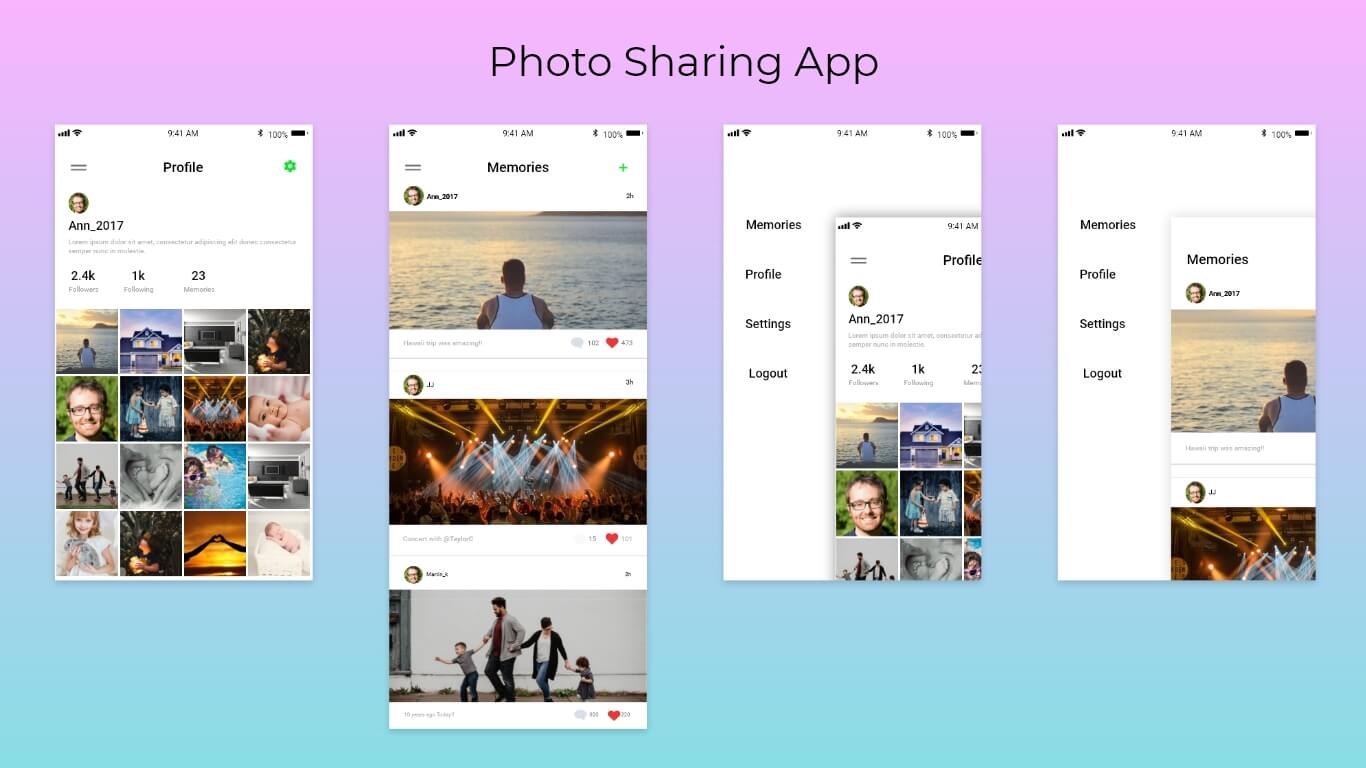 Photo Sharing App
9:41 AM 100%
Profile
Ann_2017
Lorem ipsum dolor sit amet, consectetur adipiscing elit donec consectetur
semper nunc in molestie.
2.4k 1k 23
Followers Following Memories
9:41 AM 100%
Memories +
Ann_2017 2h
Hawaii trip was amazing!! 102 473
JJ 3h
Concert with @TaylorC 15 101
Martin_k
10 years ago Today!! 220
9:41 AM 100%
Memories
Profile
Settings
Logout
9:41 AM
Profile
Ann_2017
Lorem ipsum dolor sit amet, consectetur ad
semper nunc in molestie.
2.4k 1k 23
Followers Following Memo
9:41 AM 100%
Memories
Profile
Settings
Logout
Memories
Ann_2017
Hawaii trip was amazing!!
JJ